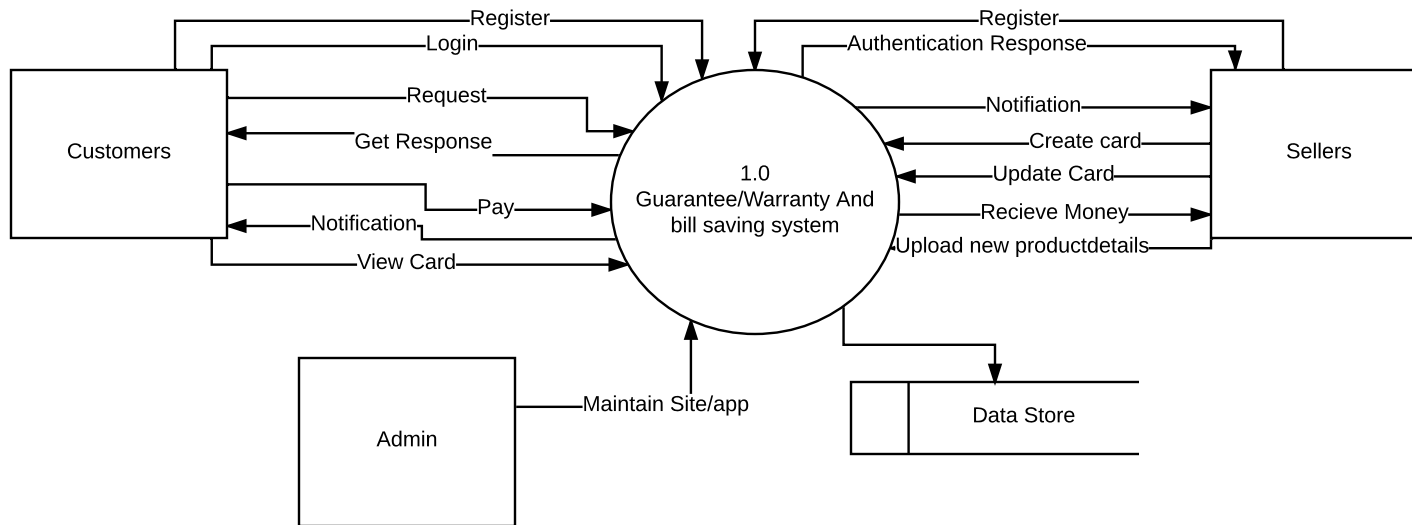 Register
Register
Login
Authentication Response
Request
Notifiation
Get Response
Create card
Customers
1.0
Guarantee/Warranty And
bill saving system
Sellers
Update Card
Pay
Recieve Money
Notification
Upload new productdetails
View Card
Maintain Site/app
Admin
Data Store